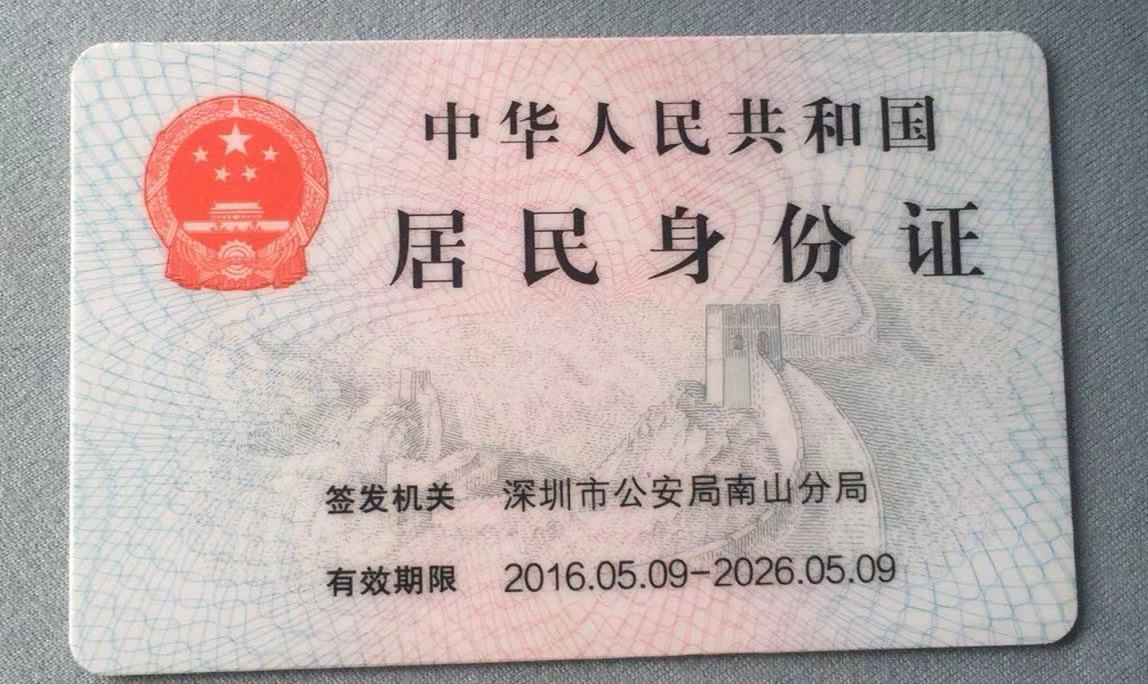 中华人民共和国
居民身份证
签发机关 深圳市公安局南山分局
有效期限 2016.05.09-2026.05.09